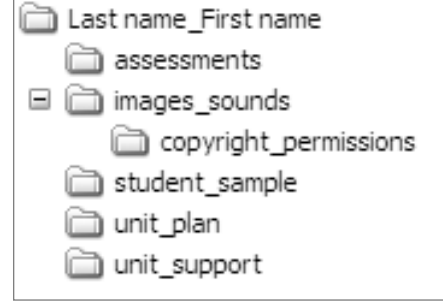 Last name_First name
assessments
images_sounds
copyright_permissions
student_sample
unit_plan
unit_support